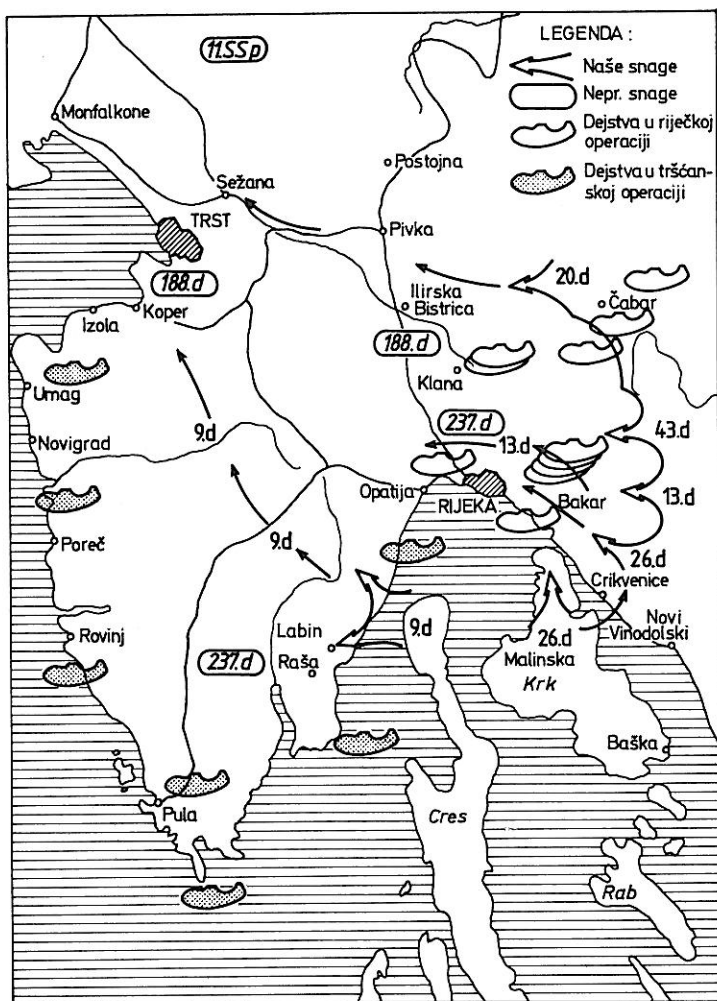 LEGENDA :
Naše snage
Nepr. snage
Dejstva u riječkoj
operaciji
Dejstva u tršćan-
skoj operaciji
11.SS p
Monfalkone
Postojna
Sežana
TRST
Pivka
188.d
20.d
Čabar
Izola
Koper
Ilirska
Bistrica
188.d
Klana
Umag
237.d
43.d
Novigrad
9.d
13.d
Opatija
RIJEKA
Bakar
13.d
Poreč
9.d
26.d
Crikvenice
Rovinj
Labin
9.d
Novi
Vinodolski
26.d
237.d
Raša
Malinska
Krk
Baška
Pula
Cres
Rab